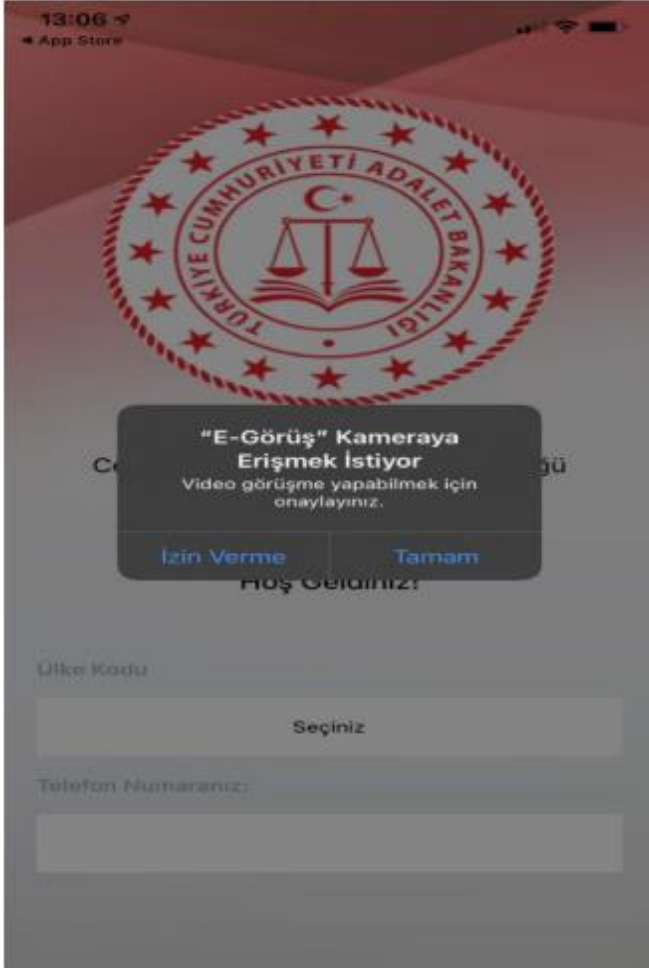 13:06
App Store
TÜRKİYE CUMHURİYETİ ADALET BAKANLIĞI
"E-Görüş" Kameraya
Erişmek İstiyor
Video görüşme yapabilmek için
onaylayınız.
İzin Verme Tamam
Hoş Geldiniz!
Ülke Kodu
Seçiniz
Telefon Numaranız: